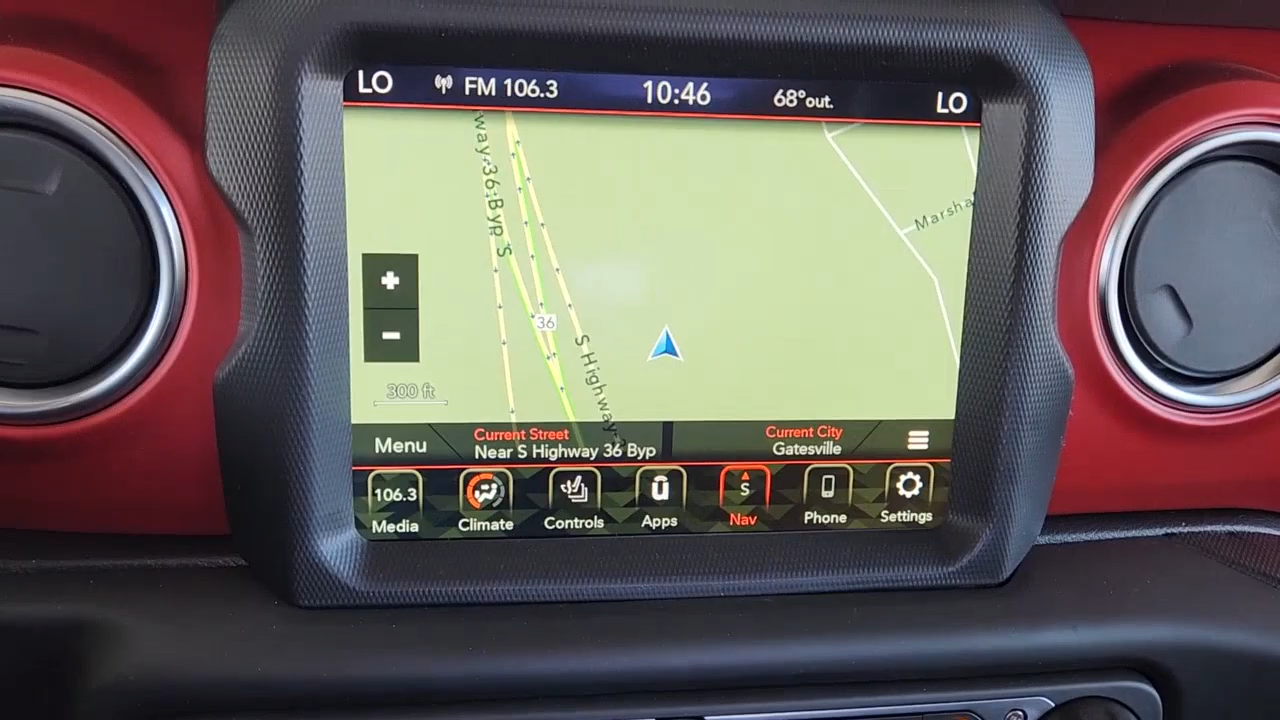 LO FM 106.3 10:46 68°out. LO
way 36 Byp S
Marsha
36
S Highway
300 ft
+
-
Menu
Current Street
Near S Highway 36 Byp
Current City
Gatesville
106.3
S
Media Climate Controls Apps Nav Phone Settings